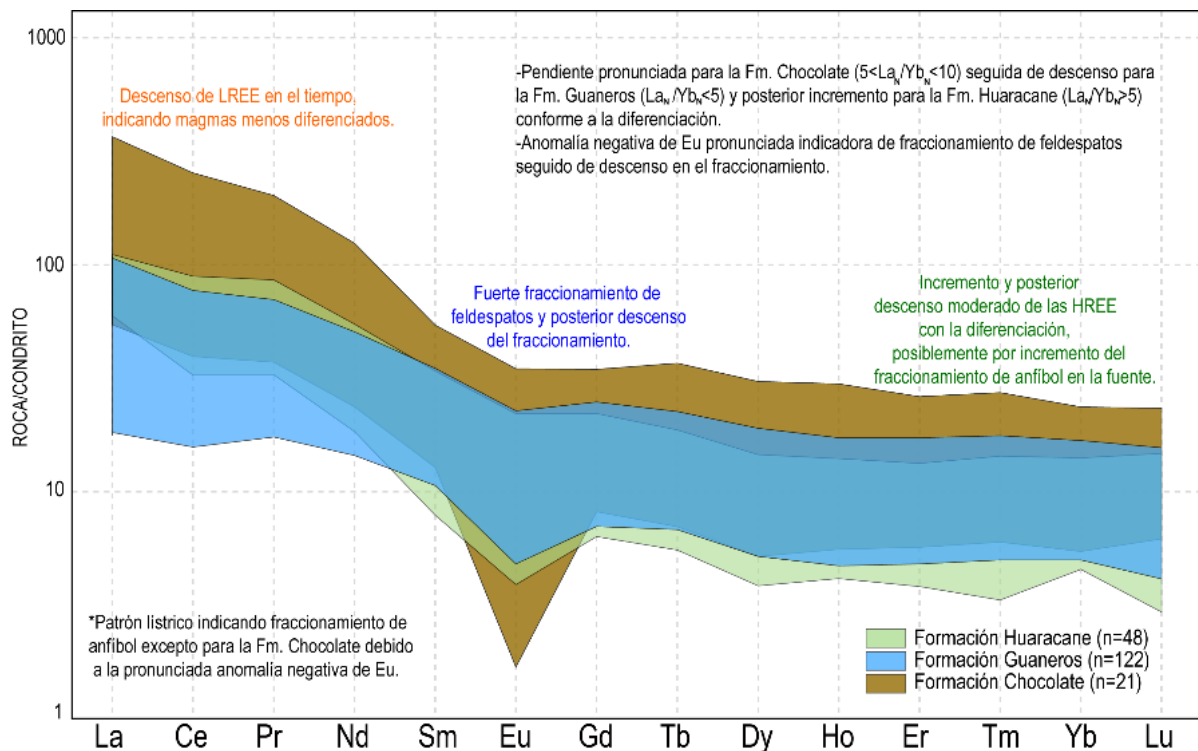 1000
100
10
1
ROCA/CONDRITO
Descenso de LREE en el tiempo,
indicando magmas menos diferenciados.
-Pendiente pronunciada para la Fm. Chocolate (5<LaN/YbN<10) seguida de descenso para
la Fm. Guaneros (LaN/YbN<5) y posterior incremento para la Fm. Huaracane (LaN/YbN>5)
conforme a la diferenciación.
-Anomalía negativa de Eu pronunciada indicadora de fraccionamiento de feldespatos
seguido de descenso en el fraccionamiento.
Fuerte fraccionamiento de
feldespatos y posterior descenso
del fraccionamiento.
Incremento y posterior
descenso moderado de las HREE
con la diferenciación,
posiblemente por incremento del
fraccionamiento de anfíbol en la fuente.
*Patrón lístrico indicando fraccionamiento de
anfíbol excepto para la Fm. Chocolate debido
a la pronunciada anomalía negativa de Eu.
Formación Huaracane (n=48)
Formación Guaneros (n=122)
Formación Chocolate (n=21)
La Ce Pr Nd Sm Eu Gd Tb Dy Ho Er Tm Yb Lu